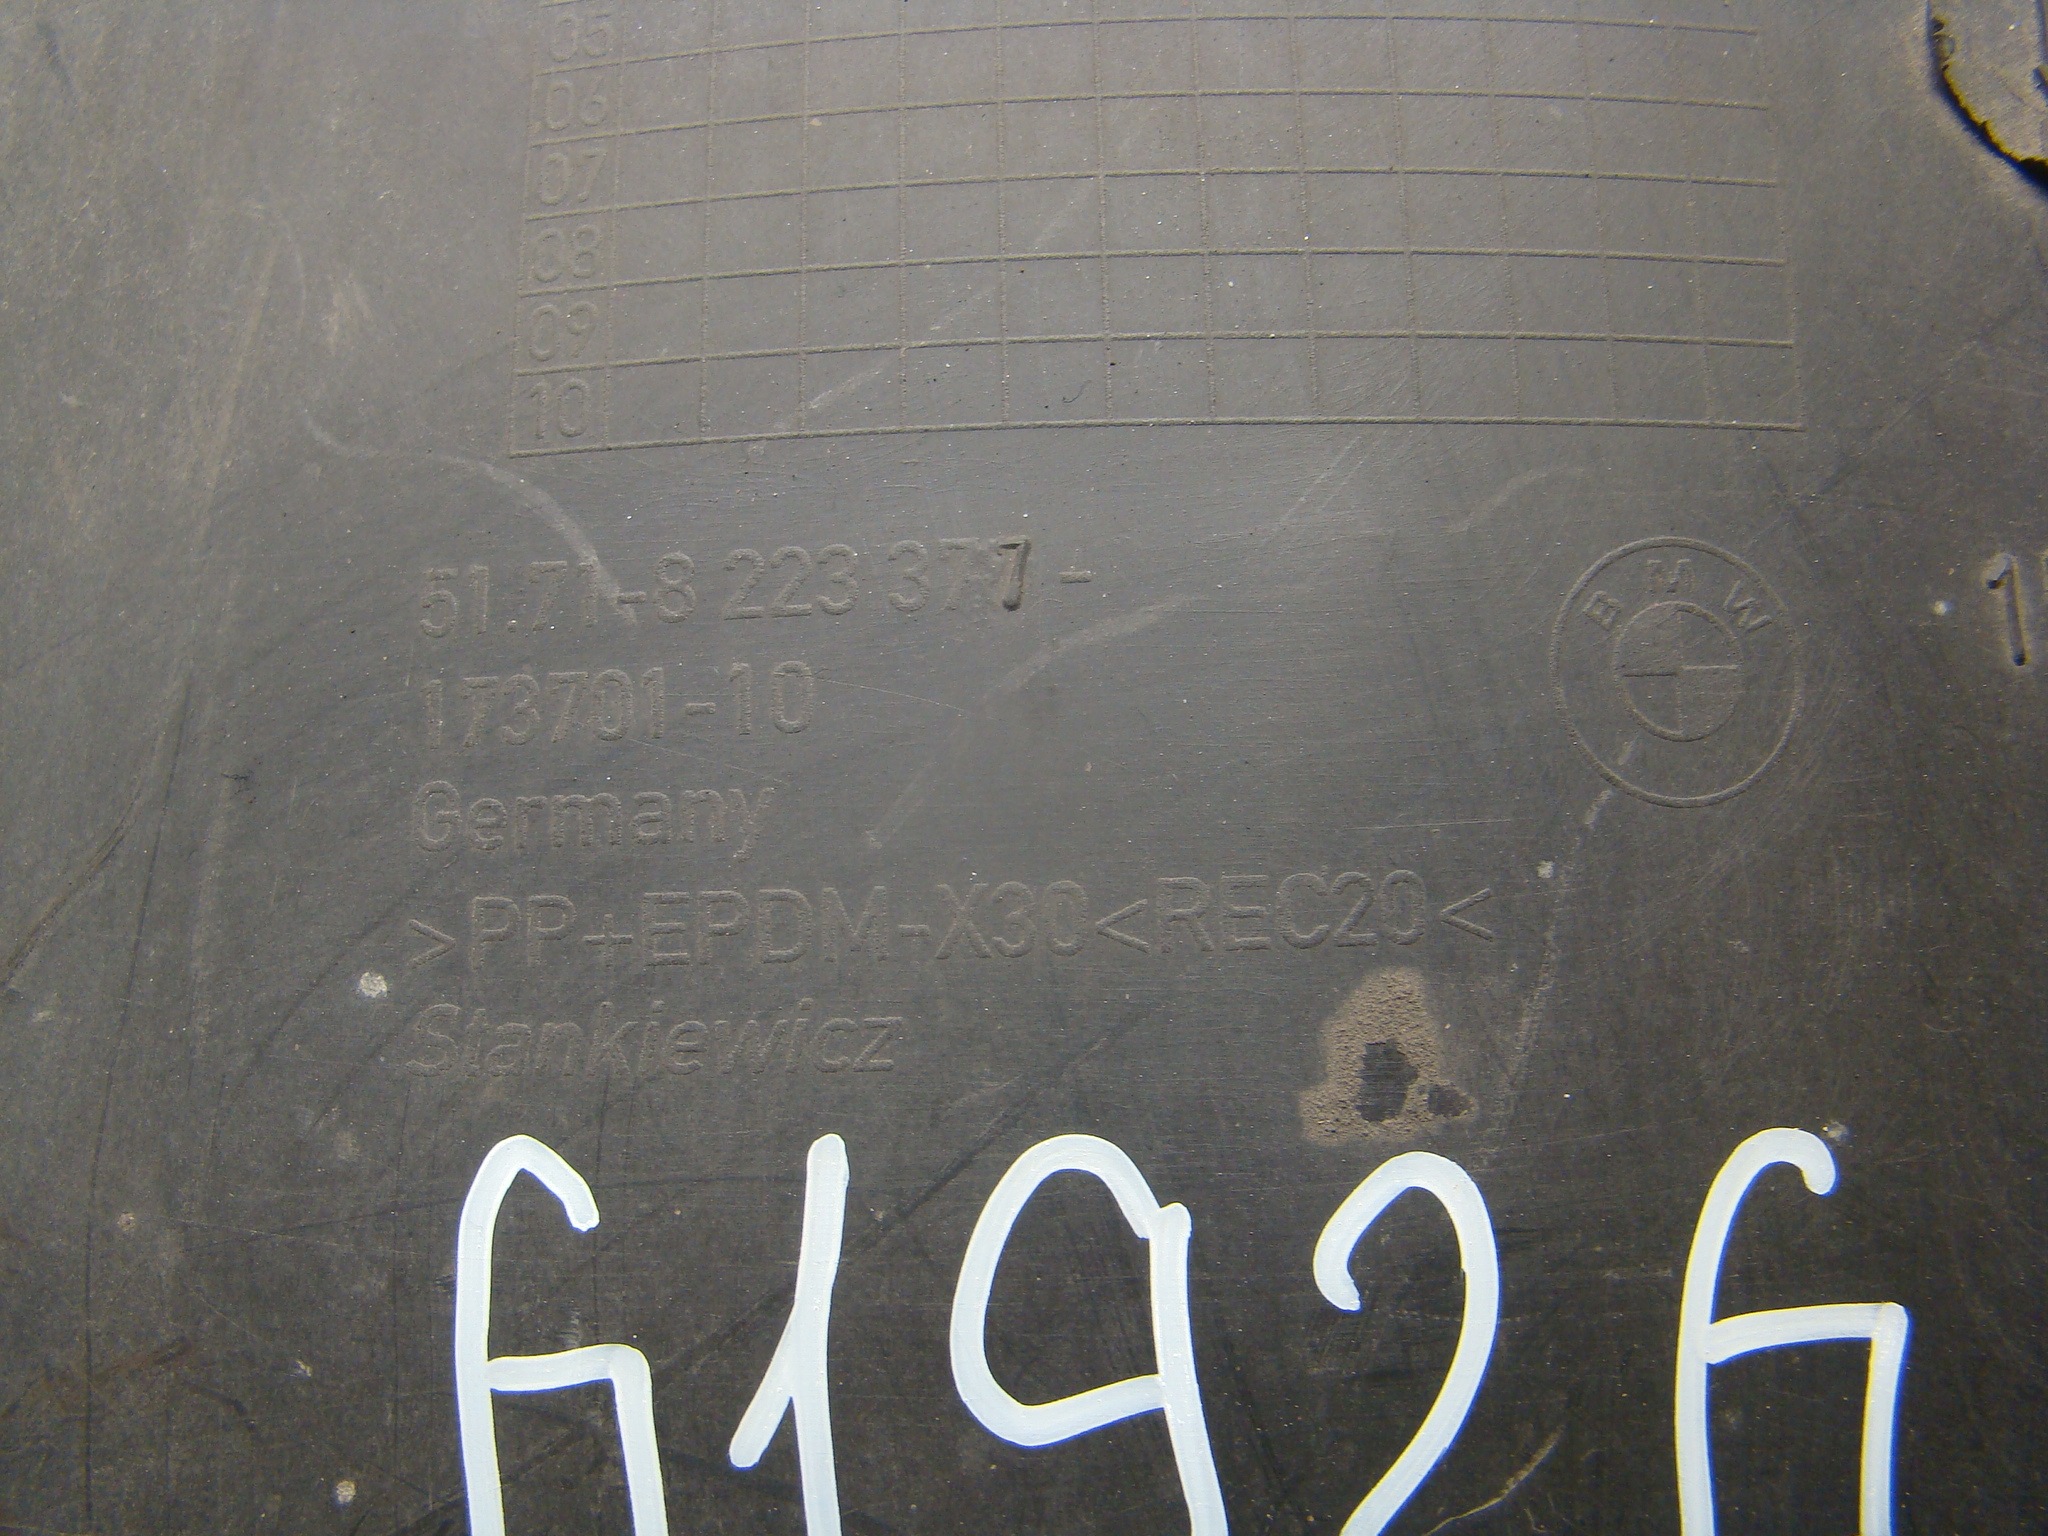 05
06
07
08
09
10
51.71-8 223 377 -
BMW
173701-10
Germany
>PP+EPDM-X30<REC20<
Stankiewicz
61926